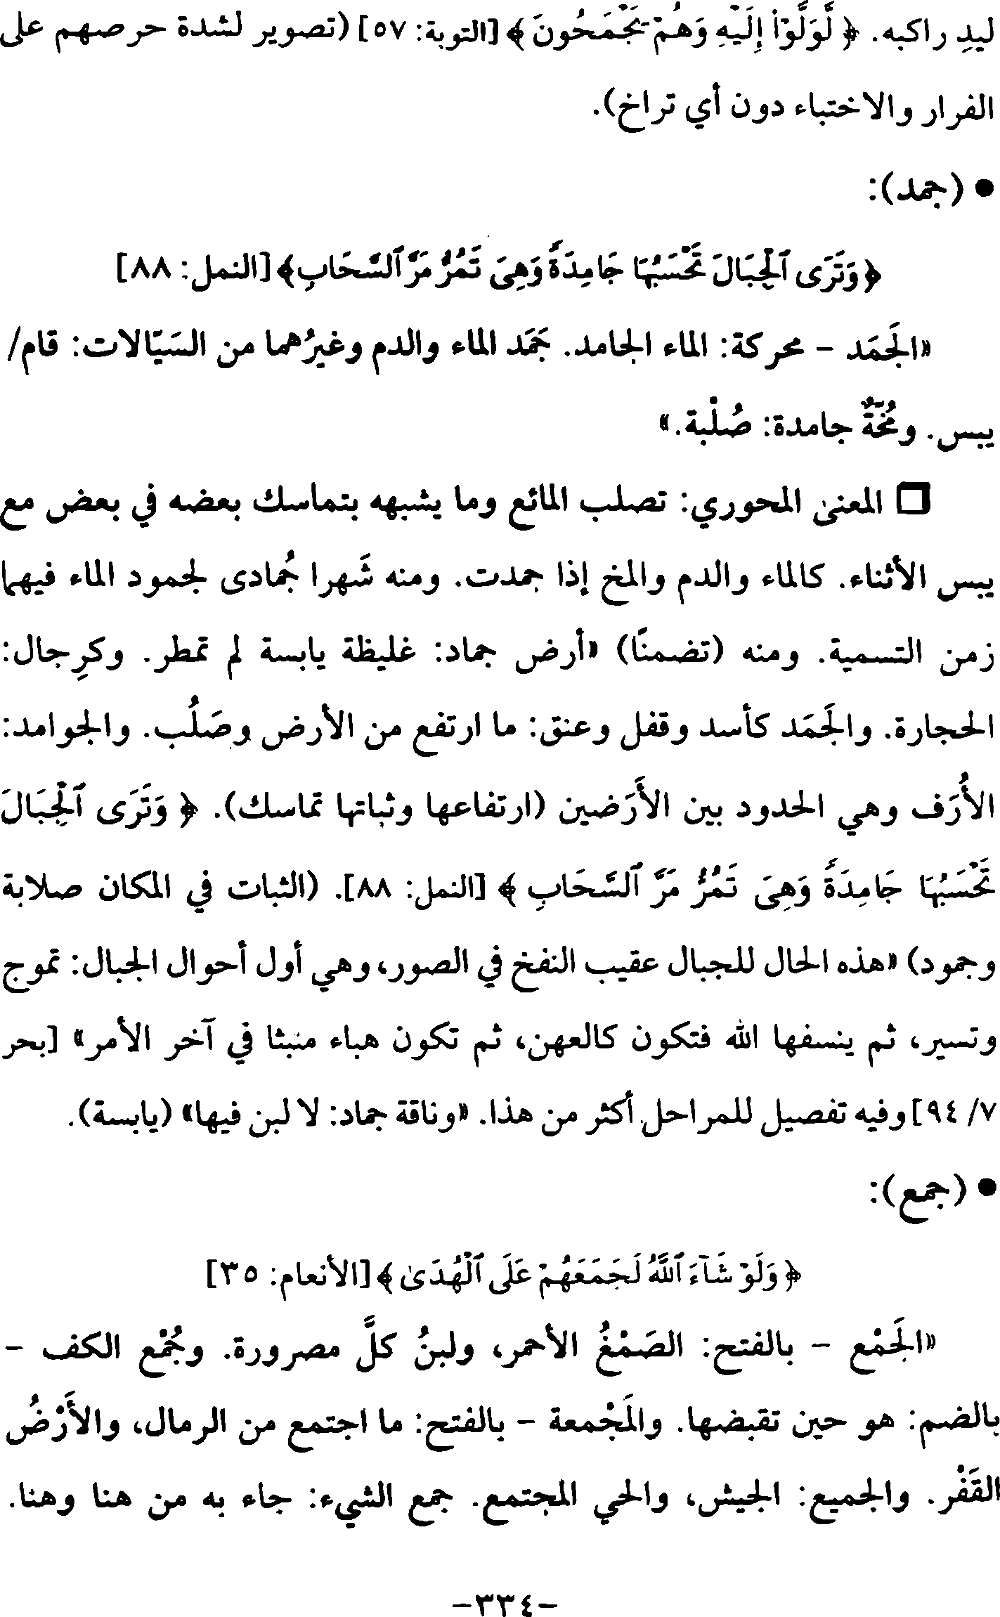 ليدِ راكبه. ﴿ لَّوَلَّوْا۟ إِلَيْهِ وَهُمْ يَجْمَحُونَ ﴾ [التوبة: ٥٧] (تصوير لشدة حرصهم على
الفرار والاختباء دون أي تراخ).
● (جمد):
﴿ وَتَرَى ٱلْجِبَالَ تَحْسَبُهَا جَامِدَةً وَهِىَ تَمُرُّ مَرَّ ٱلسَّحَابِ﴾ [النمل: ٨٨]
«الجَمَد - محركة: الماء الجامد. جَمَد الماء والدم وغيرُهما من السَيّالات: قام/
يبس. ومُخَّةٌ جامدة: صُلْبة.»
❒ المعنى المحوري: تصلب المائع وما يشبهه بتماسك بعضه في بعض مع
يبس الأثناء. كالماء والدم والمخ إذا جمدت. ومنه شَهرا جُمادى لجمود الماء فيهما
زمن التسمية. ومنه (تضمنًا) «أرض جماد: غليظة يابسة لم تمطر. وكرِجال:
الحجارة. والجَمَد كأسد وقفل وعنق: ما ارتفع من الأرض وصَلُب. والجوامد:
الأُرَف وهي الحدود بين الأَرَضين (ارتفاعها وثباتها تماسك). ﴿ وَتَرَى ٱلْجِبَالَ
تَحْسَبُهَا جَامِدَةً وَهِىَ تَمُرُّ مَرَّ ٱلسَّحَابِ ﴾ [النمل: ٨٨]. (الثبات في المكان صلابة
وجمود) «هذه الحال للجبال عقيب النفخ في الصور، وهي أول أحوال الجبال: تموج
وتسير، ثم ينسفها الله فتكون كالعهن، ثم تكون هباء منبثا في آخر الأمر» [بحر
٧/ ٩٤] وفيه تفصيل للمراحل أكثر من هذا. «وناقة جماد: لا لبن فيها» (يابسة).
● (جمع):
﴿ وَلَوْ شَآءَ ٱللَّهُ لَجَمَعَهُمْ عَلَى ٱلْهُدَىٰ ﴾ [الأنعام: ٣٥]
«الجَمْع - بالفتح: الصَمْغُ الأحمر، ولبنُ كلَّ مصرورة. وجُمْع الكف -
بالضم: هو حين تقبضها. والمَجْمعة - بالفتح: ما اجتمع من الرمال، والأَرْضُ
القَفْر. والجميع: الجيش، والحي المجتمع. جمع الشيء: جاء به من هنا وهنا.
-٣٣٤-